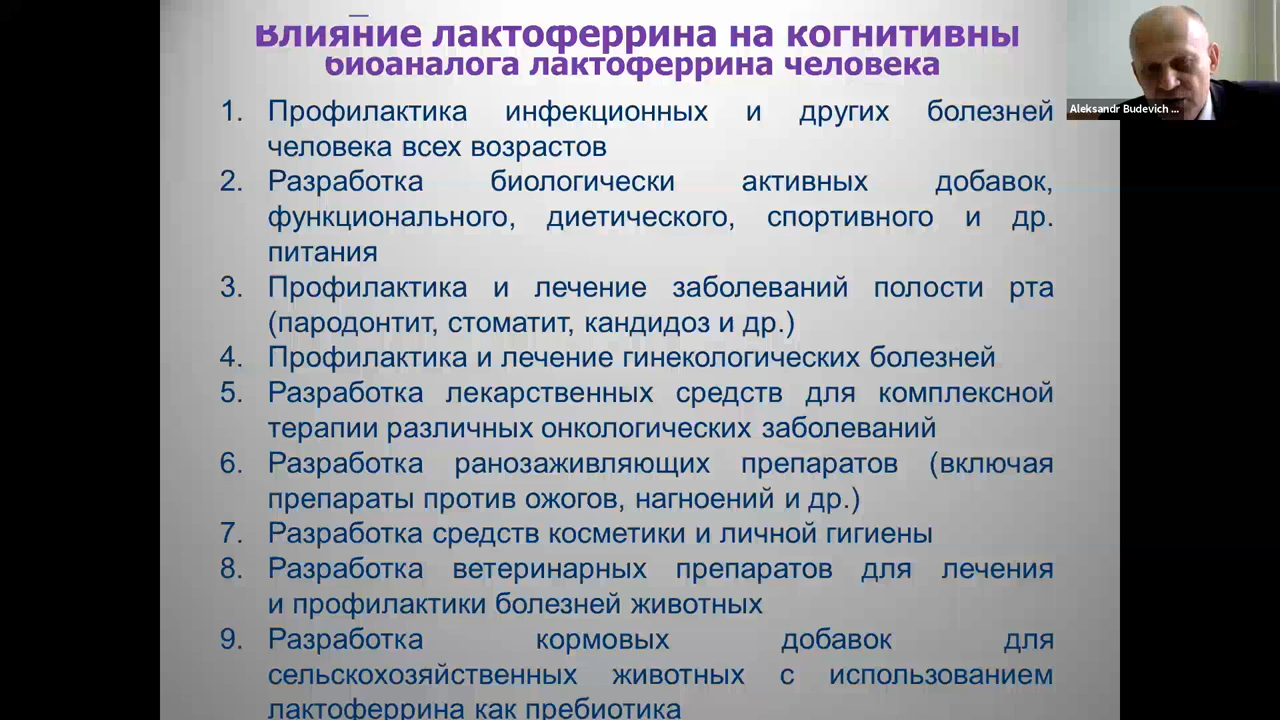 Влияние лактоферрина на когнитивны
биоаналога лактоферрина человека
Aleksandr Budevich ...
1. Профилактика инфекционных и других болезней
человека всех возрастов
2. Разработка биологически активных добавок,
функционального, диетического, спортивного и др.
питания
3. Профилактика и лечение заболеваний полости рта
(пародонтит, стоматит, кандидоз и др.)
4. Профилактика и лечение гинекологических болезней
5. Разработка лекарственных средств для комплексной
терапии различных онкологических заболеваний
6. Разработка ранозаживляющих препаратов (включая
препараты против ожогов, нагноений и др.)
7. Разработка средств косметики и личной гигиены
8. Разработка ветеринарных препаратов для лечения
и профилактики болезней животных
9. Разработка кормовых добавок для
сельскохозяйственных животных с использованием
лактоферрина как пребиотика